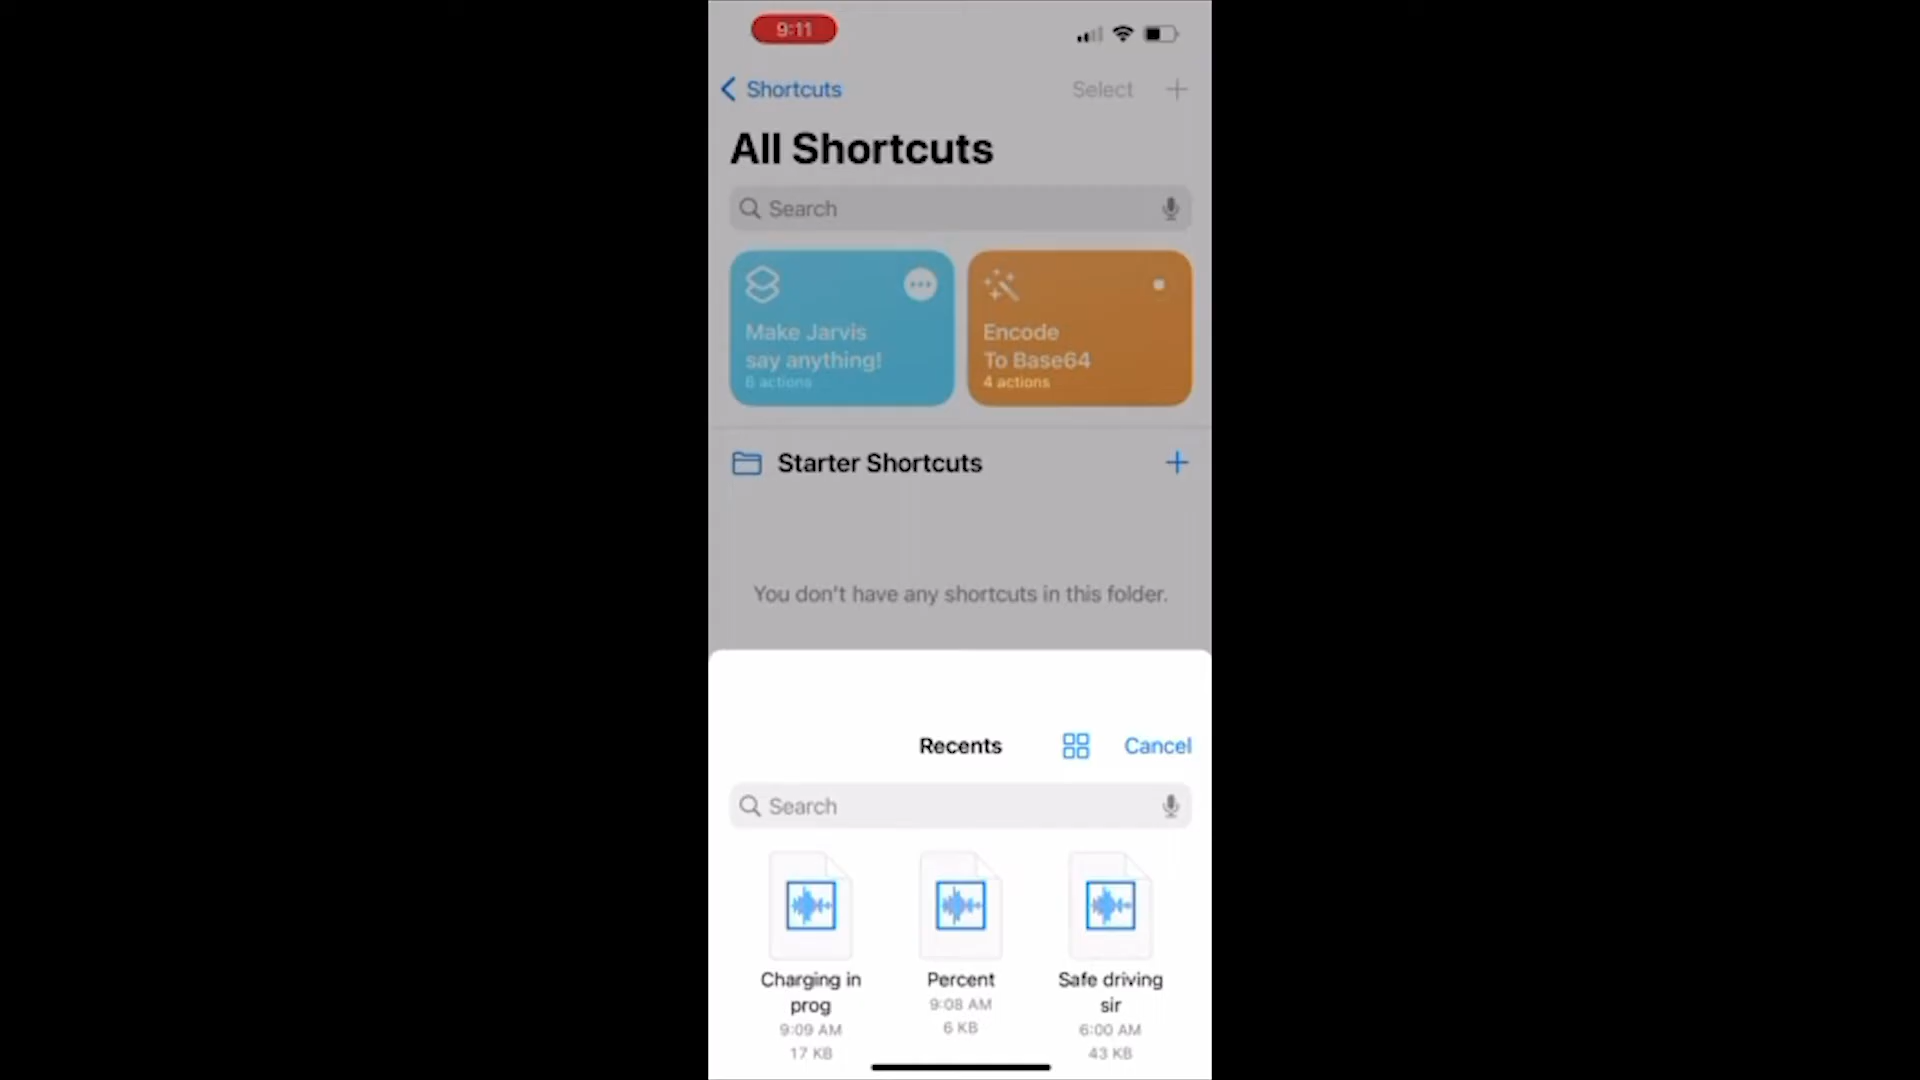 9:11
Shortcuts
Select
All Shortcuts
Search
Make Jarvis
say anything!
6 actions
Encode
To Base64
4 actions
Starter Shortcuts
You don't have any shortcuts in this folder.
Recents
Cancel
Search
Charging in
prog
9:09 AM
17 KB
Percent
9:08 AM
6 KB
Safe driving
sir
6:00 AM
43 KB